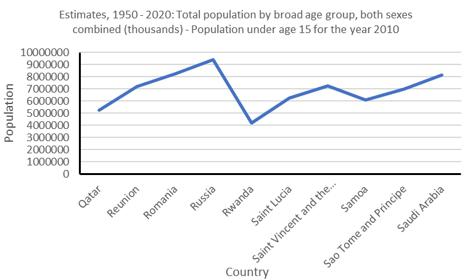 Estimates, 1950 - 2020: Total population by broad age group, both sexes
combined (thousands) - Population under age 15 for the year 2010
10000000
9000000
8000000
7000000
6000000
5000000
4000000
3000000
2000000
1000000
0
Population
Qatar
Reunion
Romania
Russia
Rwanda
Saint Lucia
Saint Vincent and the...
Samoa
Sao Tome and Principe
Saudi Arabia
Country